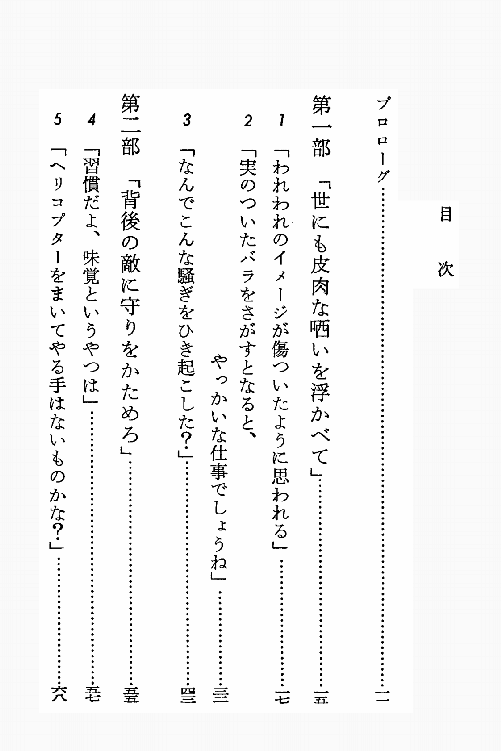 目次
プロローグ……………………一一
第一部 「世にも皮肉な哂いを浮かべて」……………………一五
1 「われわれのイメージが傷ついたように思われる」……………………一七
2 「実のついたバラをさがすとなると、
やっかいな仕事でしょうね」……………………三三
3 「なんでこんな騒ぎをひき起こした?」……………………四三
第二部 「背後の敵に守りをかためろ」……………………五五
4 「習慣だよ、味覚というやつは」……………………五七
5 「ヘリコプターをまいてやる手はないものかな?」……………………六八